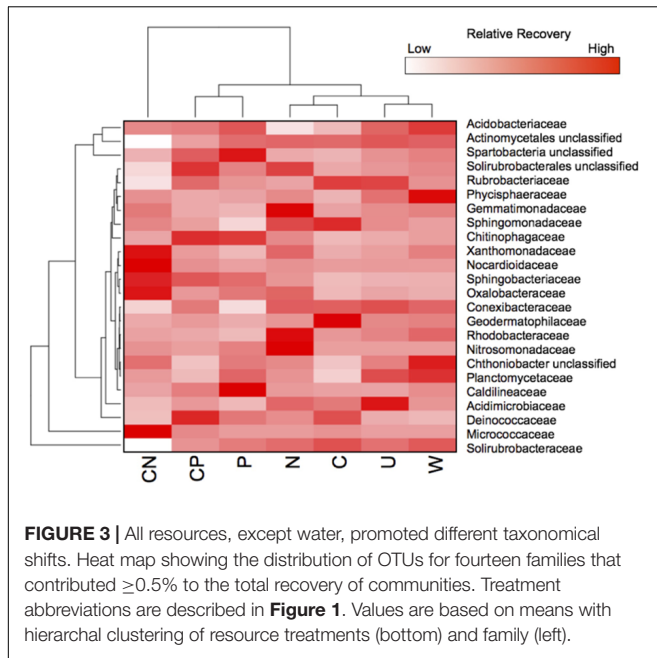 Relative Recovery
Low
High
Acidobacteriaceae
Actinomycetales unclassified
Spartobacteria unclassified
Solirubrobacterales unclassified
Rubrobacteriaceae
Phycisphaeraceae
Gemmatimonadaceae
Sphingomonadaceae
Chitinophagaceae
Xanthomonadaceae
Nocardioidaceae
Sphingobacteriaceae
Oxalobacteraceae
Conexibacteraceae
Geodermatophilaceae
Rhodobacteraceae
Nitrosomonadaceae
Chthoniobacter unclassified
Planctomycetaceae
Caldilineaceae
Acidimicrobiaceae
Deinococcaceae
Micrococcaceae
Solirubrobacteraceae
CN CP P N C U W
FIGURE 3 | All resources, except water, promoted different taxonomical
shifts. Heat map showing the distribution of OTUs for fourteen families that
contributed ≥0.5% to the total recovery of communities. Treatment
abbreviations are described in Figure 1. Values are based on means with
hierarchal clustering of resource treatments (bottom) and family (left).